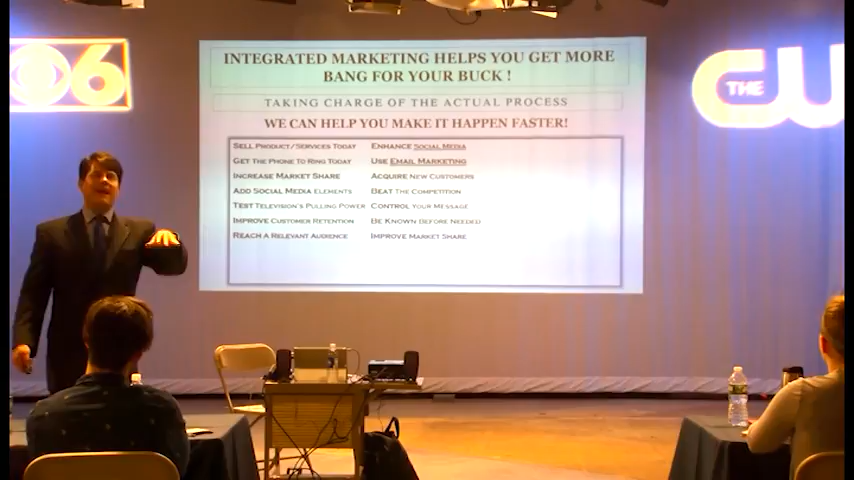 6
THE CW
INTEGRATED MARKETING HELPS YOU GET MORE
BANG FOR YOUR BUCK !
TAKING CHARGE OF THE ACTUAL PROCESS
WE CAN HELP YOU MAKE IT HAPPEN FASTER!
SELL PRODUCT/SERVICES TODAY
GET THE PHONE TO RING TODAY
INCREASE MARKET SHARE
ADD SOCIAL MEDIA ELEMENTS
TEST TELEVISION'S PULLING POWER
IMPROVE CUSTOMER RETENTION
REACH A RELEVANT AUDIENCE
ENHANCE SOCIAL MEDIA
USE EMAIL MARKETING
ACQUIRE NEW CUSTOMERS
BEAT THE COMPETITION
CONTROL YOUR MESSAGE
BE KNOWN BEFORE NEEDED
IMPROVE MARKET SHARE